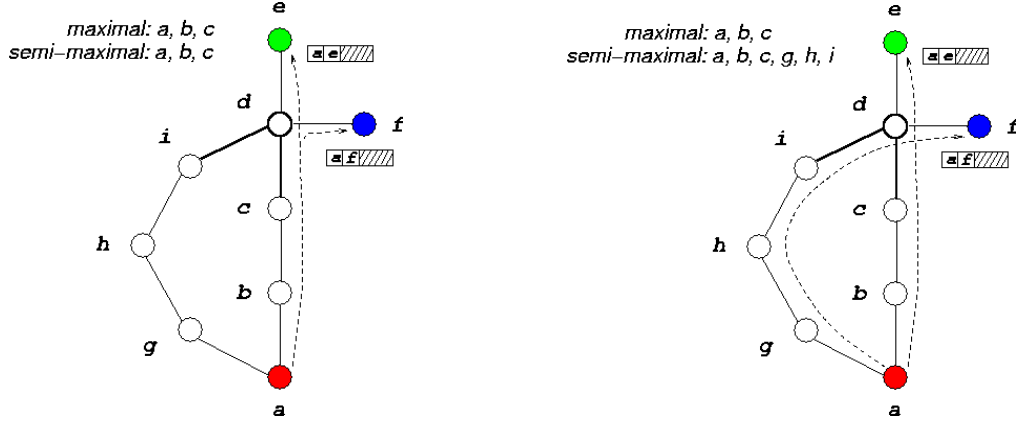 maximal: a, b, c
semi−maximal: a, b, c
e
a e
d
f
a f
i
c
h
b
g
a
maximal: a, b, c
semi−maximal: a, b, c, g, h, i
e
a e
d
f
a f
i
c
h
b
g
a